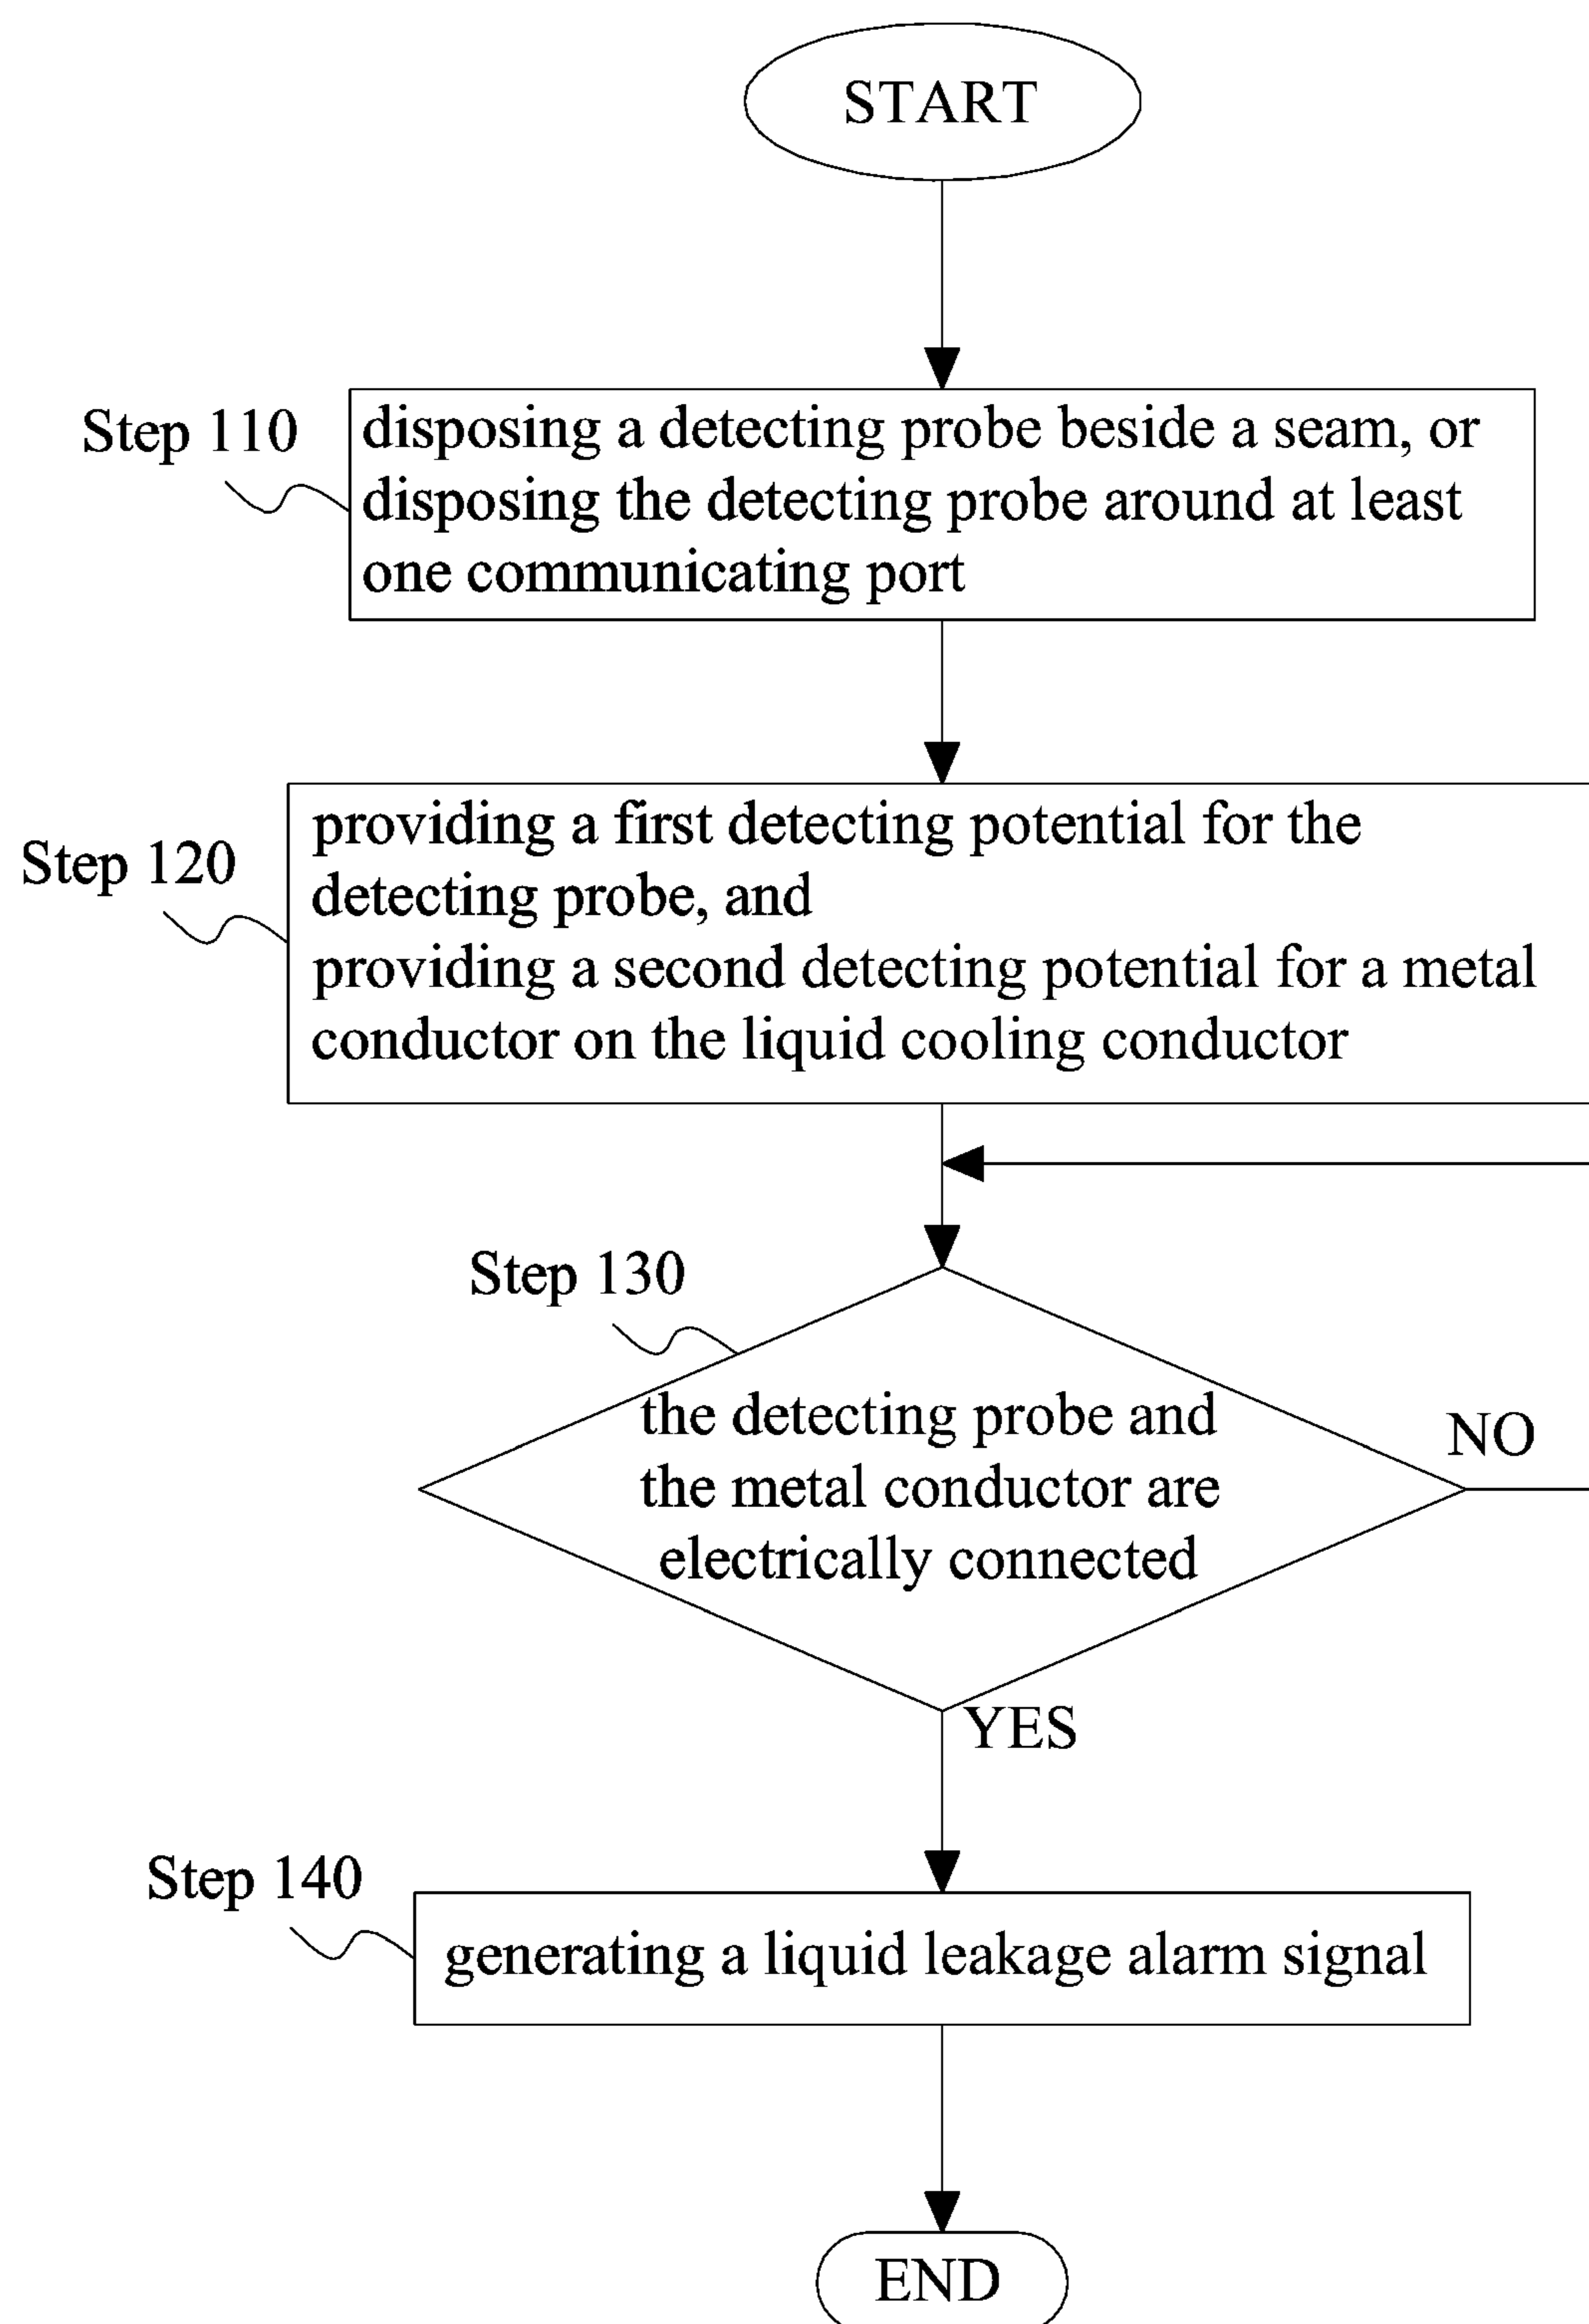 START
Step 110
disposing a detecting probe beside a seam, or
disposing the detecting probe around at least
one communicating port
Step 120
providing a first detecting potential for the
detecting probe, and
providing a second detecting potential for a metal
conductor on the liquid cooling conductor
Step 130
the detecting probe and
the metal conductor are
electrically connected
NO
YES
Step 140
generating a liquid leakage alarm signal
END